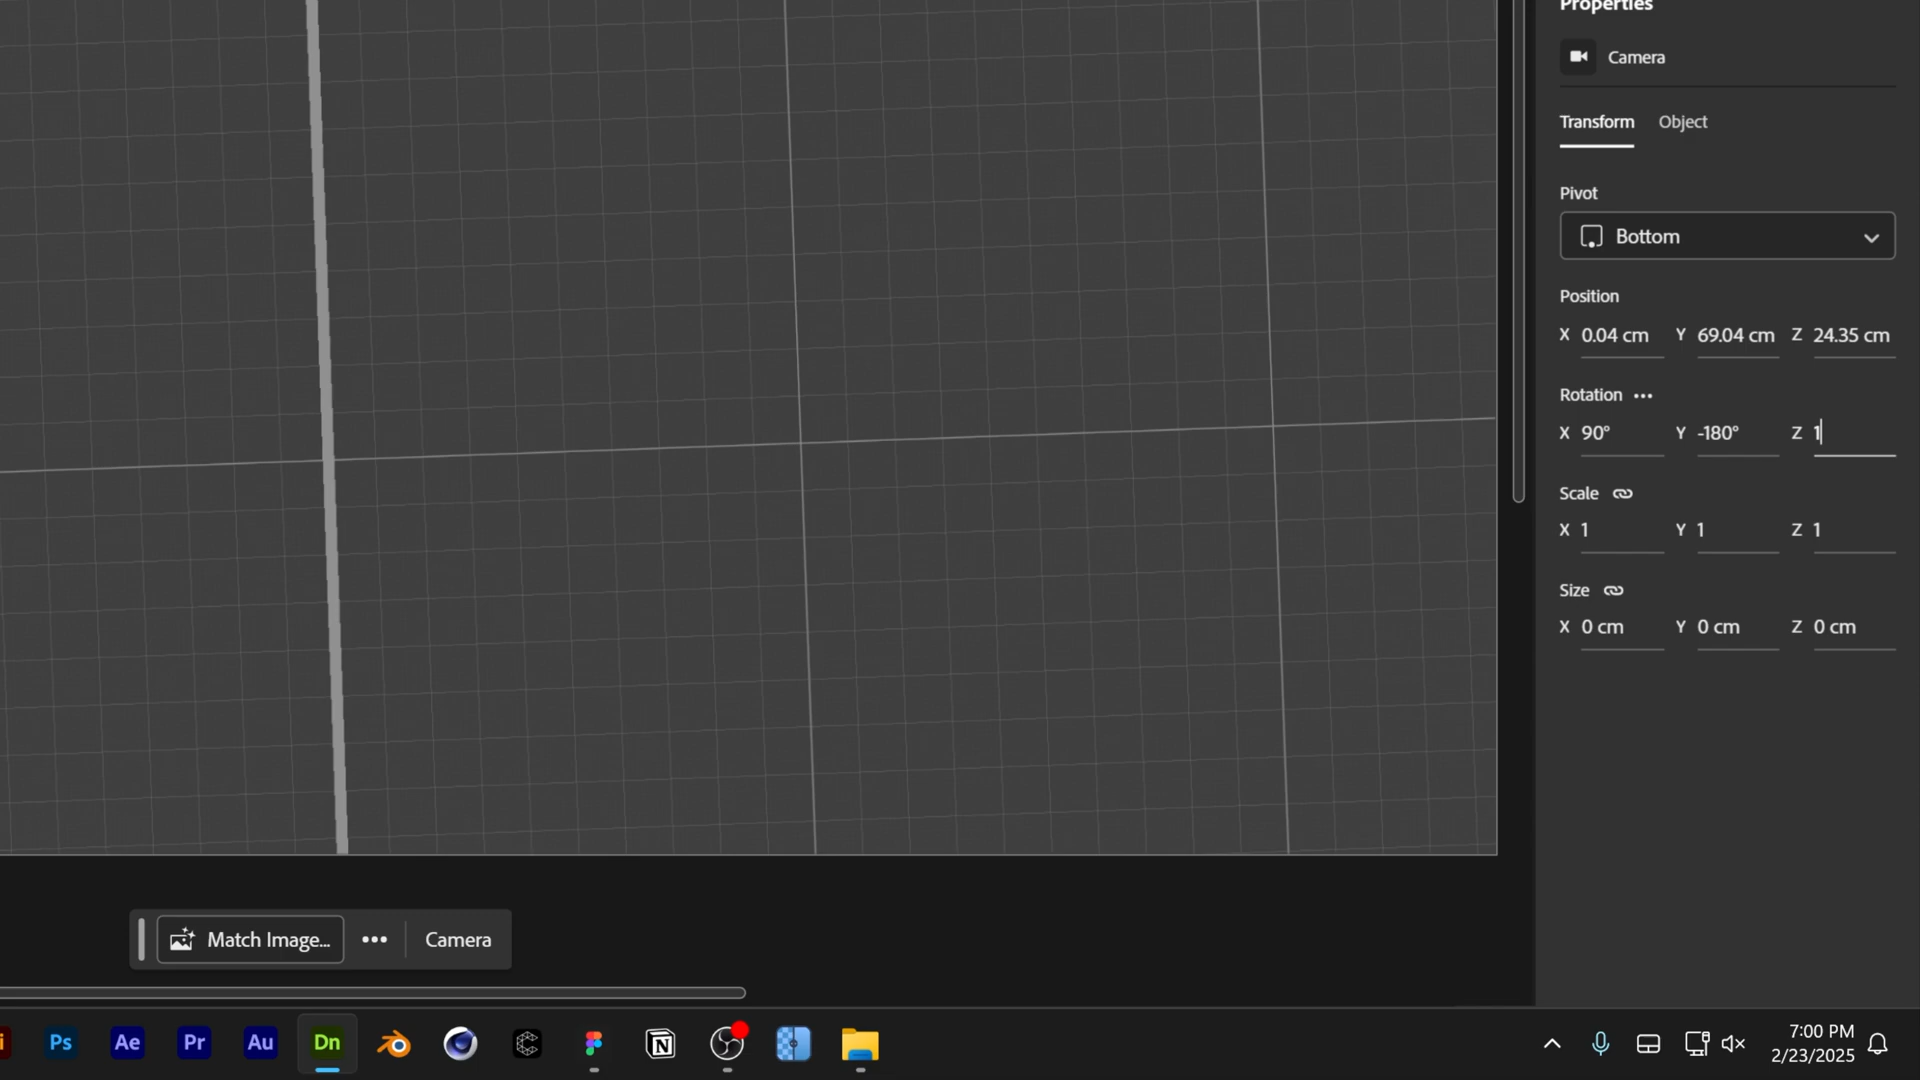 Properties
Camera
Transform Object
Pivot
Bottom
Position
X 0.04 cm Y 69.04 cm Z 24.35 cm
Rotation
X 90° Y -180° Z 1
Scale
X 1 Y 1 Z 1
Size
X 0 cm Y 0 cm Z 0 cm
Match Image... Camera
i Ps Ae Pr Au Dn N
7:00 PM
2/23/2025